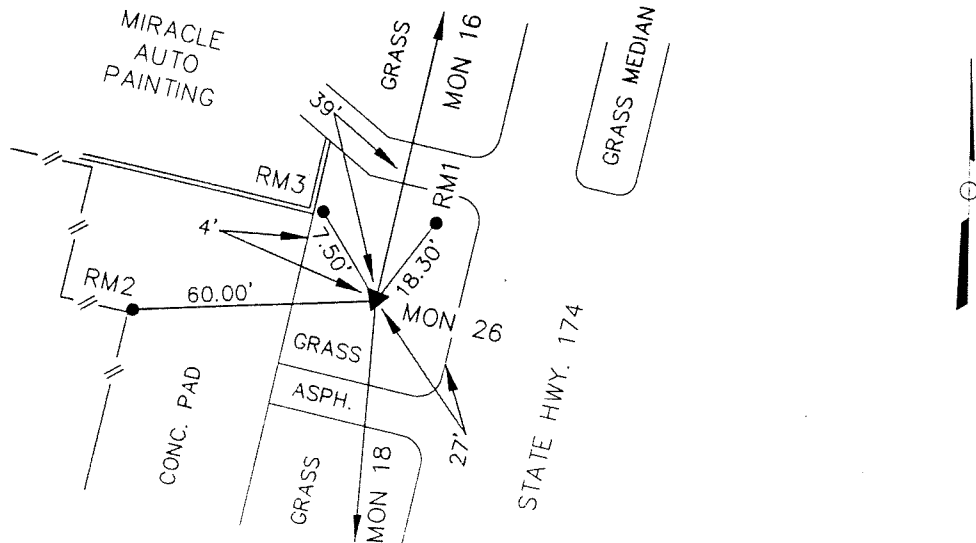 MIRACLE
AUTO
PAINTING
GRASS
MON 16
GRASS MEDIAN
39'
RM3
RM1
4'
7.50'
18.30'
RM2
60.00'
MON 26
GRASS
ASPH.
CONC. PAD
GRASS
MON 18
27'
STATE HWY. 174